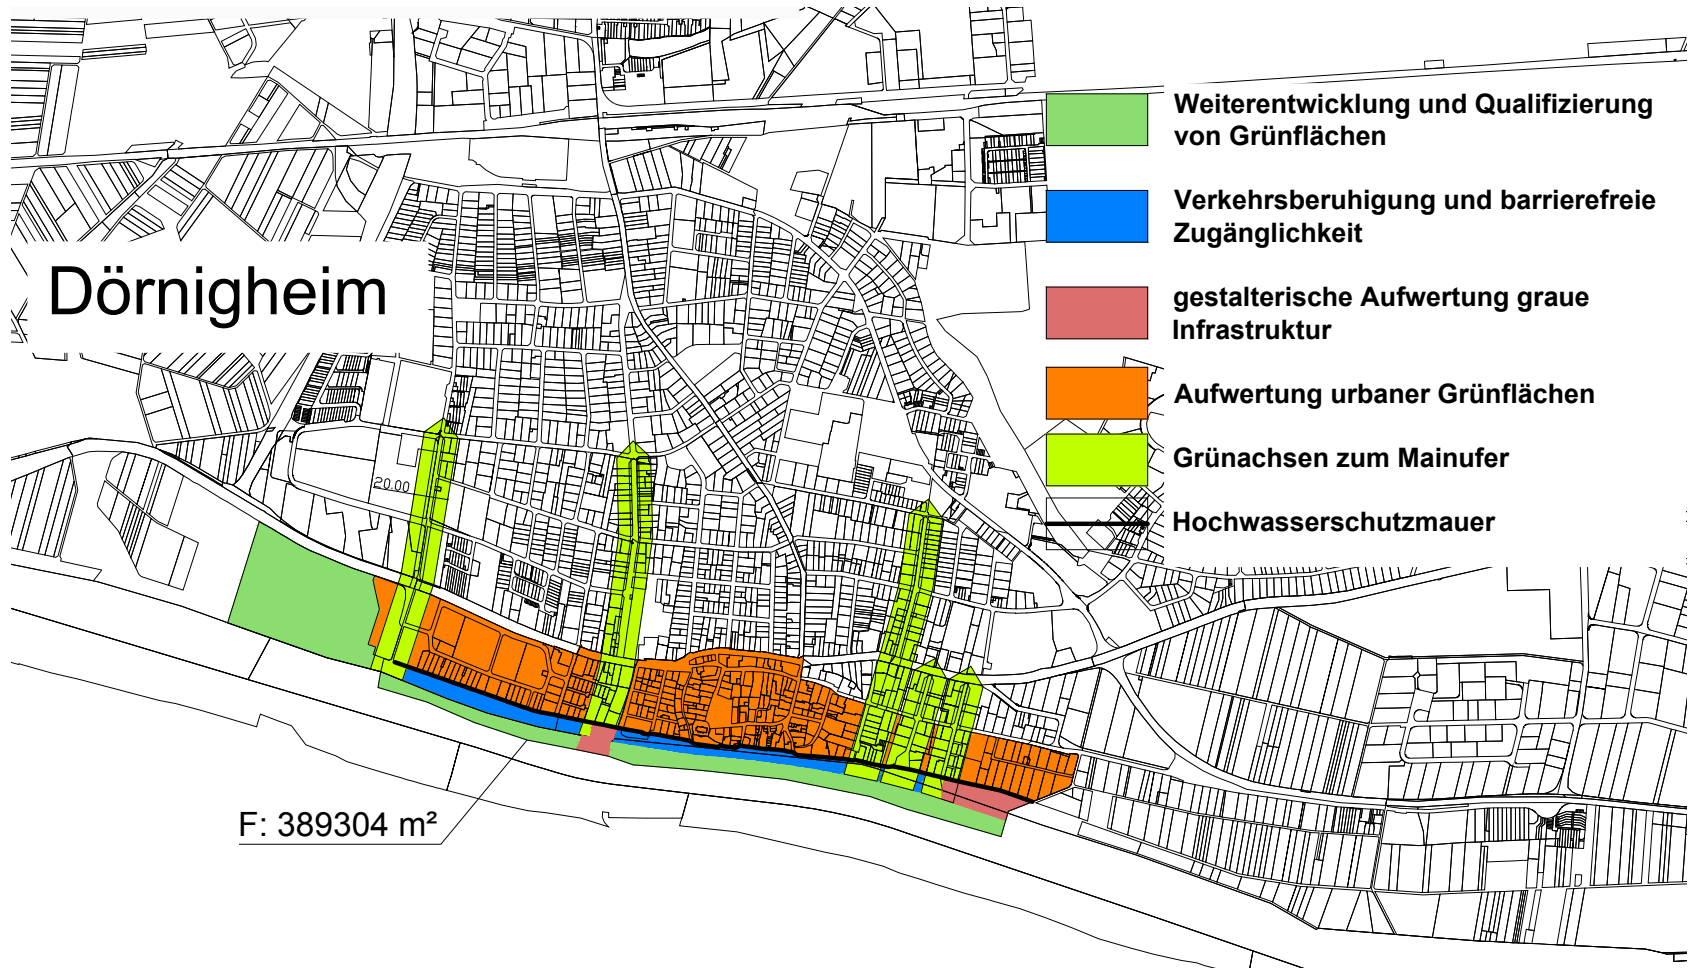 Dörnigheim
Weiterentwicklung und Qualifizierung
von Grünflächen
Verkehrsberuhigung und barrierefreie
Zugänglichkeit
gestalterische Aufwertung graue
Infrastruktur
Aufwertung urbaner Grünflächen
Grünachsen zum Mainufer
Hochwasserschutzmauer
20.00
F: 389304 m²